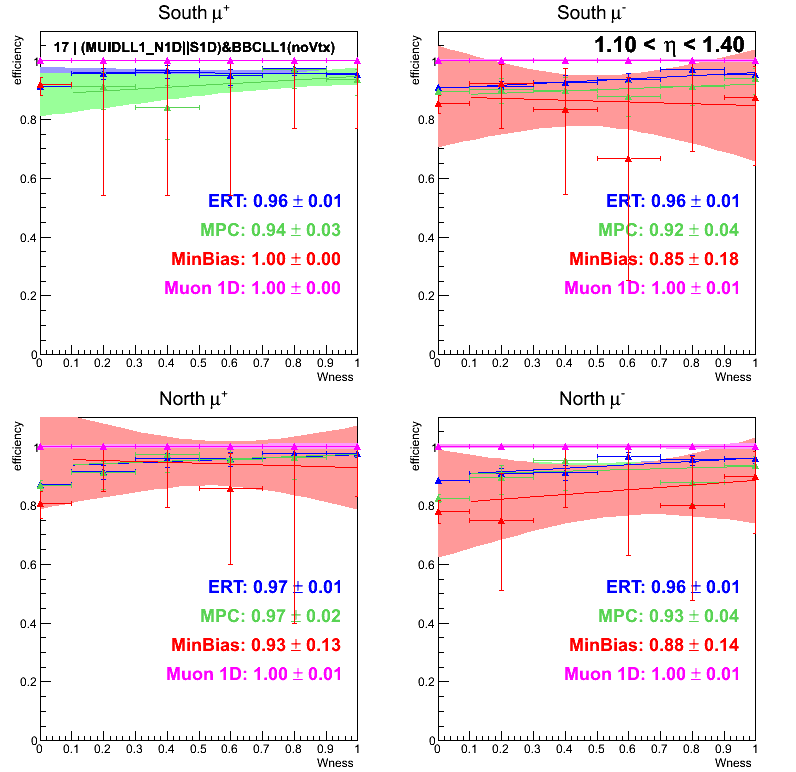 South μ+
efficiency
17 | (MUIDLL1_N1D||S1D)&BBCLL1(noVtx)
1
0.8
0.6
0.4
0.2
0
ERT: 0.96 ± 0.01
MPC: 0.94 ± 0.03
MinBias: 1.00 ± 0.00
Muon 1D: 1.00 ± 0.00
0 0.1 0.2 0.3 0.4 0.5 0.6 0.7 0.8 0.9 1
Wness
South μ-
efficiency
1.10 < η < 1.40
1
0.8
0.6
0.4
0.2
0
ERT: 0.96 ± 0.01
MPC: 0.92 ± 0.04
MinBias: 0.85 ± 0.18
Muon 1D: 1.00 ± 0.01
0 0.1 0.2 0.3 0.4 0.5 0.6 0.7 0.8 0.9 1
Wness
North μ+
efficiency
1
0.8
0.6
0.4
0.2
0
ERT: 0.97 ± 0.01
MPC: 0.97 ± 0.02
MinBias: 0.93 ± 0.13
Muon 1D: 1.00 ± 0.01
0 0.1 0.2 0.3 0.4 0.5 0.6 0.7 0.8 0.9 1
Wness
North μ-
efficiency
1
0.8
0.6
0.4
0.2
0
ERT: 0.96 ± 0.01
MPC: 0.93 ± 0.04
MinBias: 0.88 ± 0.14
Muon 1D: 1.00 ± 0.01
0 0.1 0.2 0.3 0.4 0.5 0.6 0.7 0.8 0.9 1
Wness